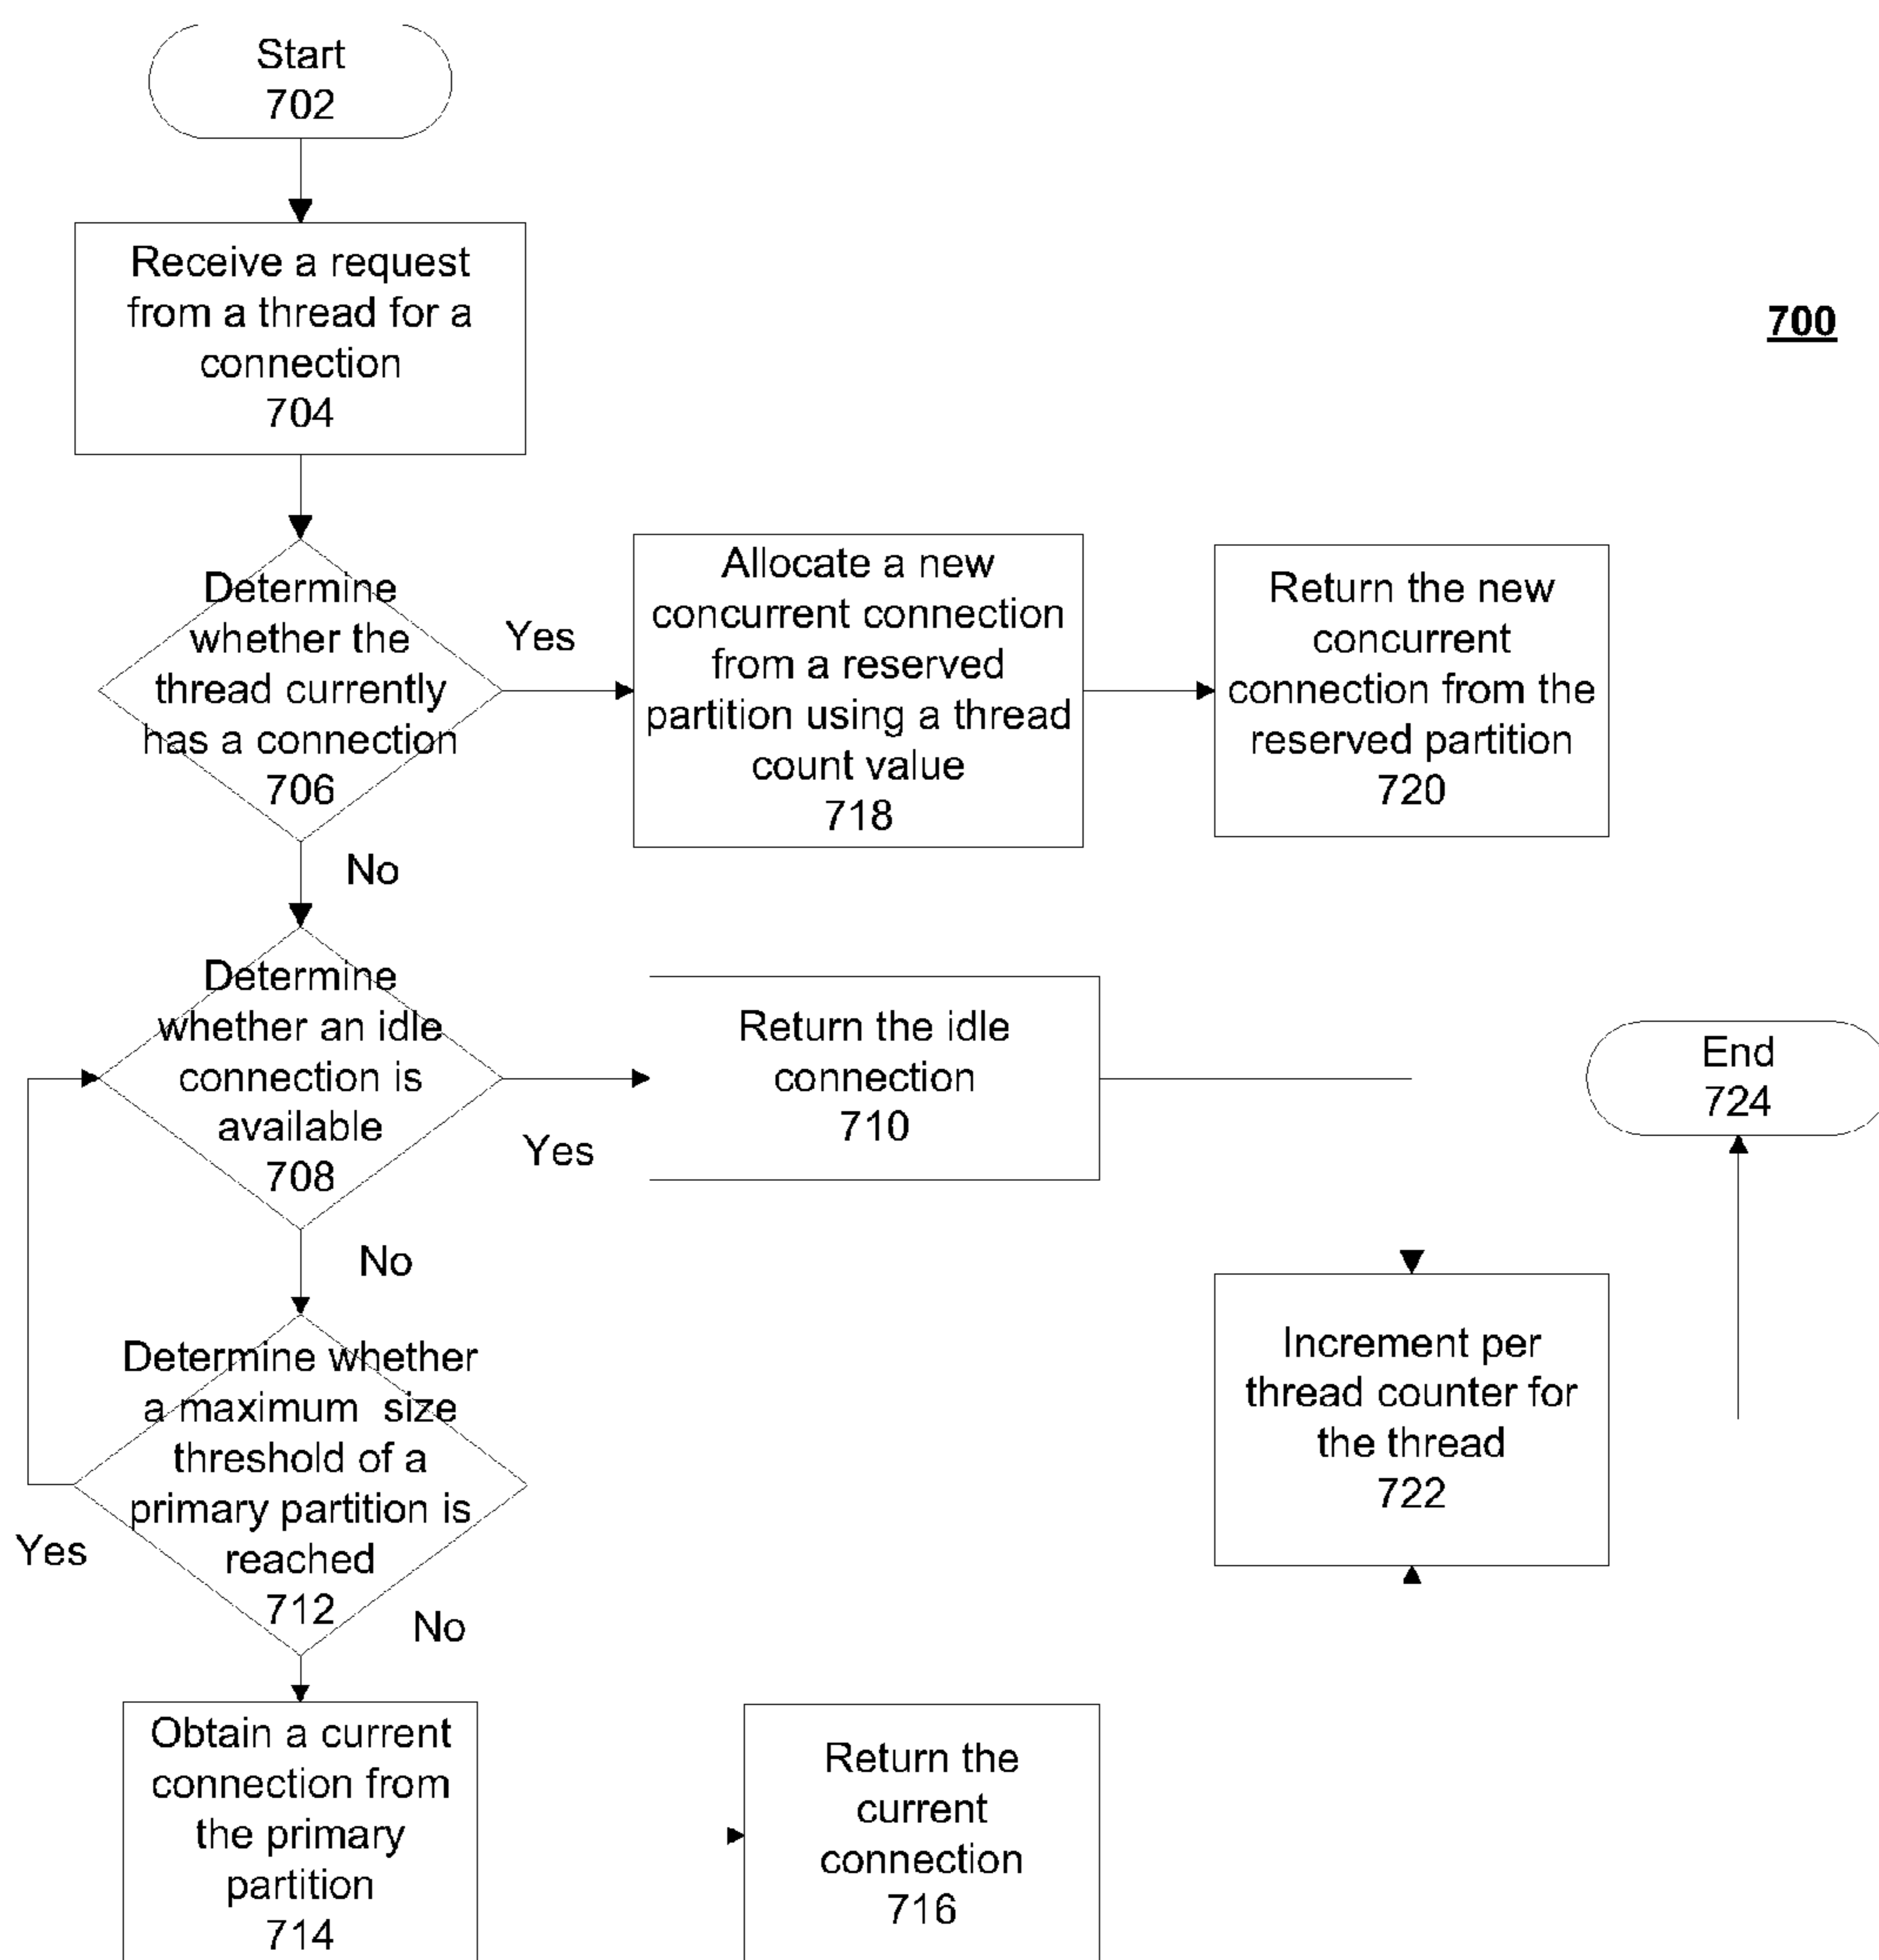 Start
702
Receive a request
from a thread for a
connection
704
700
Determine
whether the
thread currently
has a connection
706
Yes
No
Allocate a new
concurrent connection
from a reserved
partition using a thread
count value
718
Return the new
concurrent
connection from the
reserved partition
720
Determine
whether an idle
connection is
available
708
Yes
No
Return the idle
connection
710
End
724
Determine whether
a maximum size
threshold of a
primary partition is
reached
712
Yes
No
Increment per
thread counter for
the thread
722
Obtain a current
connection from
the primary
partition
714
Return the
current
connection
716